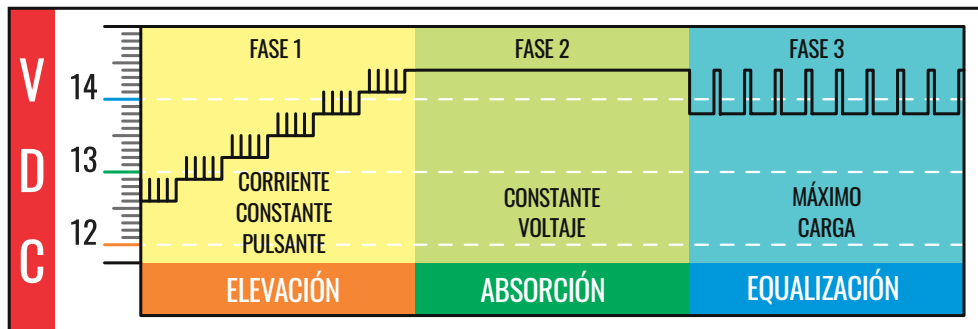 VDC
14
13
12
FASE 1
CORRIENTE
CONSTANTE
PULSANTE
ELEVACIÓN
FASE 2
CONSTANTE
VOLTAJE
ABSORCIÓN
FASE 3
MÁXIMO
CARGA
EQUALIZACIÓN